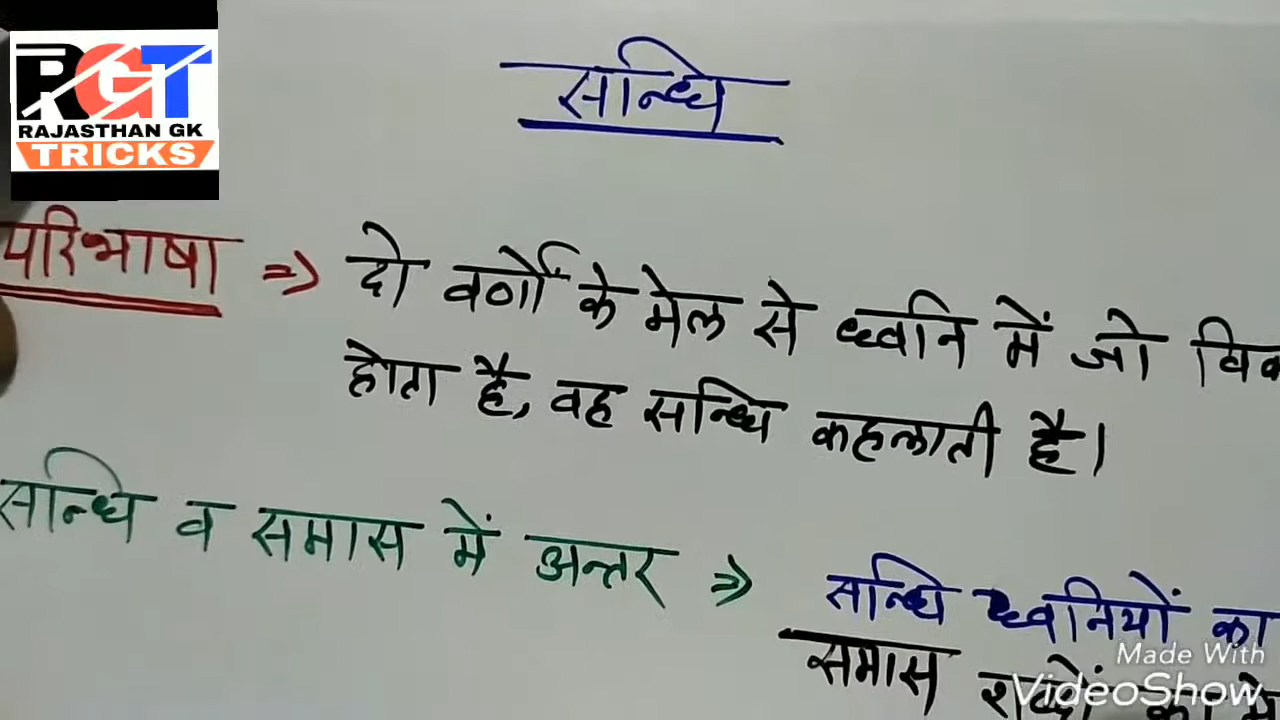 RGT
RAJASTHAN GK
TRICKS
सन्धि
परिभाषा ⇒ दो वर्णों के मेल से ध्वनि में जो
होता है, वह सन्धि कहलाती है।
सन्धि व समास में अन्तर ⇒ सन्धि ध्वनियों का
समास शब्दों का
Made With
VideoShow